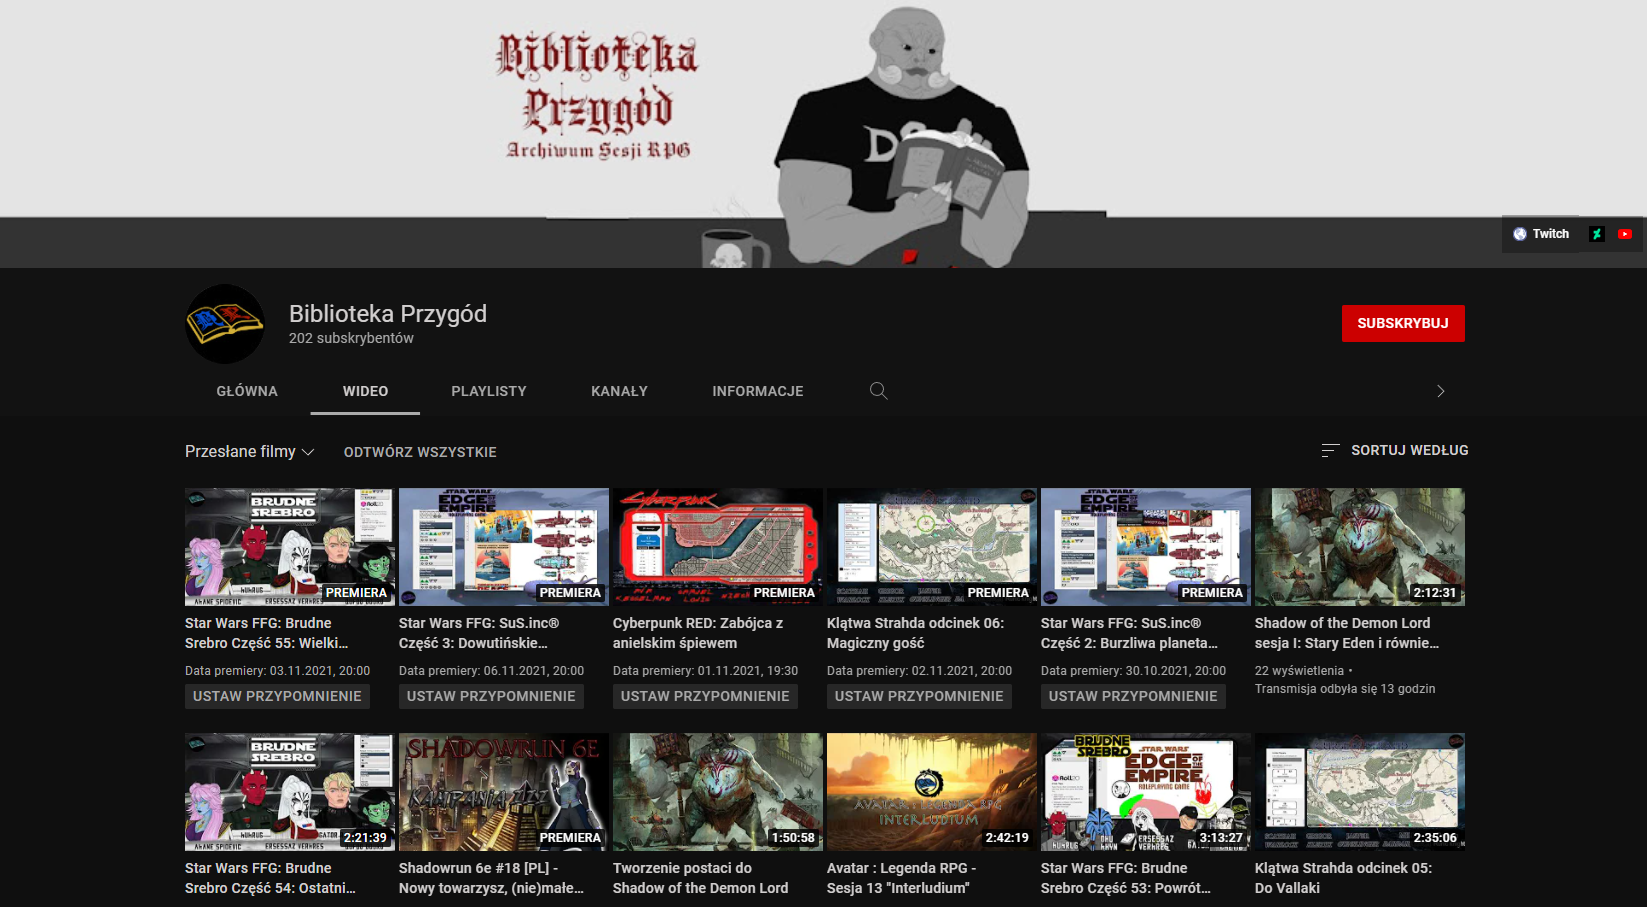 Biblioteka
Przygód
Archiwum Sesji RPG
Twitch
Biblioteka Przygód
202 subskrybentów
SUBSKRYBUJ
GŁÓWNA
WIDEO
PLAYLISTY
KANAŁY
INFORMACJE
Przesłane filmy
ODTWÓRZ WSZYSTKIE
SORTUJ WEDŁUG
BRUDNE
SREBRO
PREMIERA
Star Wars FFG: Brudne
Srebro Część 55: Wielki…
Data premiery: 03.11.2021, 20:00
USTAW PRZYPOMNIENIE
STAR WARS
EDGE OF THE
EMPIRE
PREMIERA
Star Wars FFG: SuS.inc®
Część 3: Dowutińskie…
Data premiery: 06.11.2021, 20:00
USTAW PRZYPOMNIENIE
Cyberpunk
PREMIERA
Cyberpunk RED: Zabójca z
anielskim śpiewem
Data premiery: 01.11.2021, 19:30
USTAW PRZYPOMNIENIE
PREMIERA
Klątwa Strahda odcinek 06:
Magiczny gość
Data premiery: 02.11.2021, 20:00
USTAW PRZYPOMNIENIE
STAR WARS
EDGE OF THE
EMPIRE
PREMIERA
Star Wars FFG: SuS.inc®
Część 2: Burzliwa planeta…
Data premiery: 30.10.2021, 20:00
USTAW PRZYPOMNIENIE
2:12:31
Shadow of the Demon Lord
sesja I: Stary Eden i równie…
22 wyświetlenia •
Transmisja odbyła się 13 godzin
BRUDNE
SREBRO
2:21:39
Star Wars FFG: Brudne
Srebro Część 54: Ostatni…
SHADOWRUN 6E
KAMPANIA ZZZ
PREMIERA
Shadowrun 6e #18 [PL] -
Nowy towarzysz, (nie)małe…
1:50:58
Tworzenie postaci do
Shadow of the Demon Lord
AVATAR : LEGENDA RPG
INTERLUDIUM
2:42:19
Avatar : Legenda RPG -
Sesja 13 "Interludium"
BRUDNE
SREBRO
STAR WARS
EDGE OF THE
EMPIRE
ROLEPLAYING GAME
3:13:27
Star Wars FFG: Brudne
Srebro Część 53: Powrót…
2:35:06
Klątwa Strahda odcinek 05:
Do Vallaki